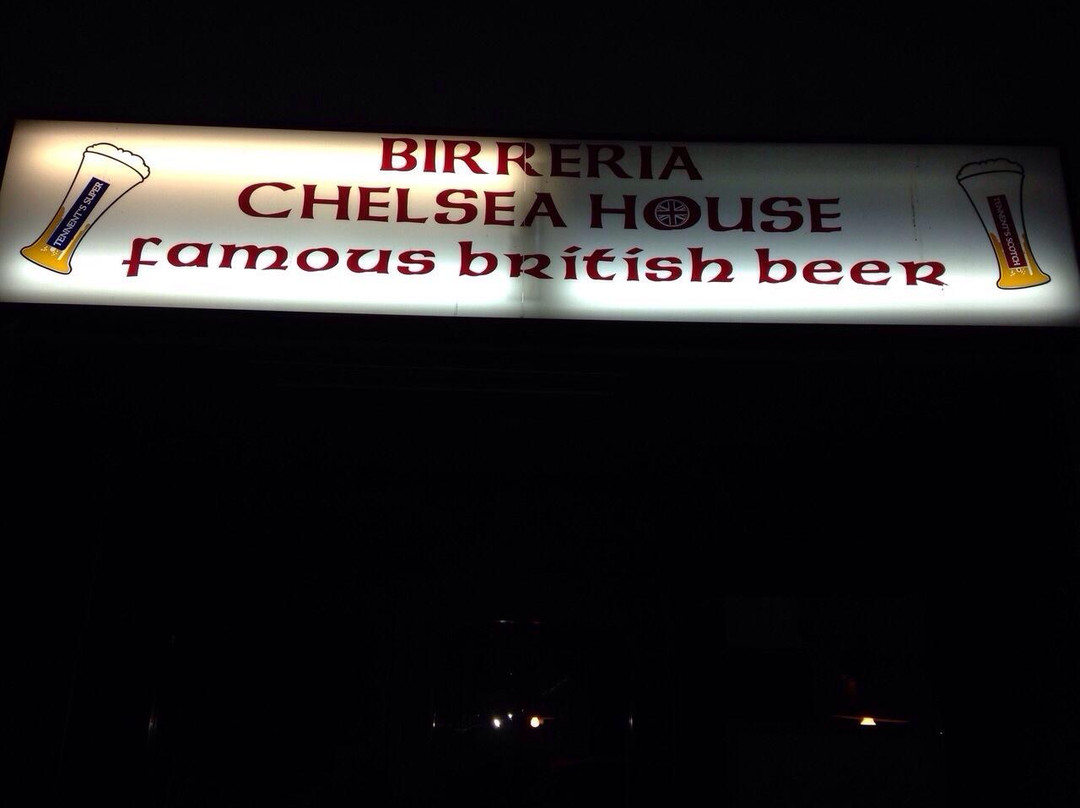 BIRRERIA
CHELSEA HOUSE
famous british beer
TENNENT'S SUPER
TENNENT'S SCOTCH